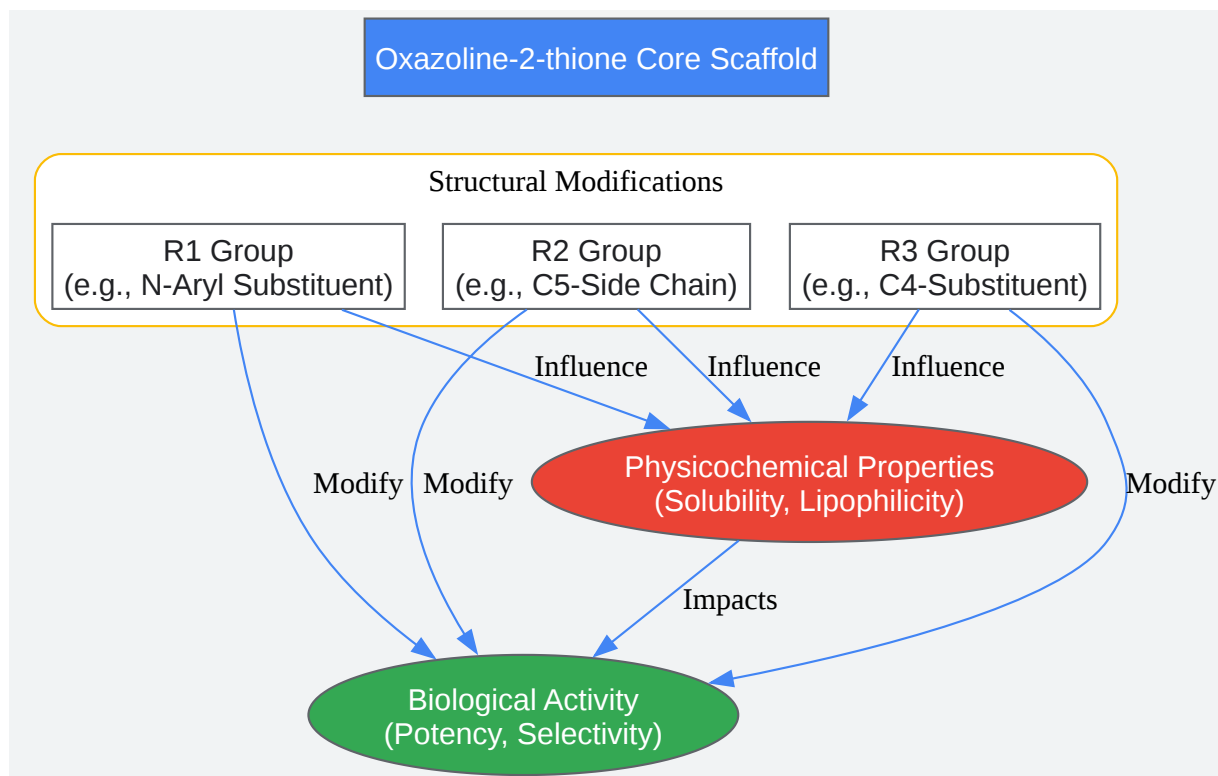 Oxazoline-2-thione Core Scaffold
Structural Modifications
R1 Group
(e.g., N-Aryl Substituent)
R2 Group
(e.g., C5-Side Chain)
R3 Group
(e.g., C4-Substituent)
Influence
Influence
Influence
Modify
Modify
Physicochemical Properties
(Solubility, Lipophilicity)
Modify
Impacts
Biological Activity
(Potency, Selectivity)